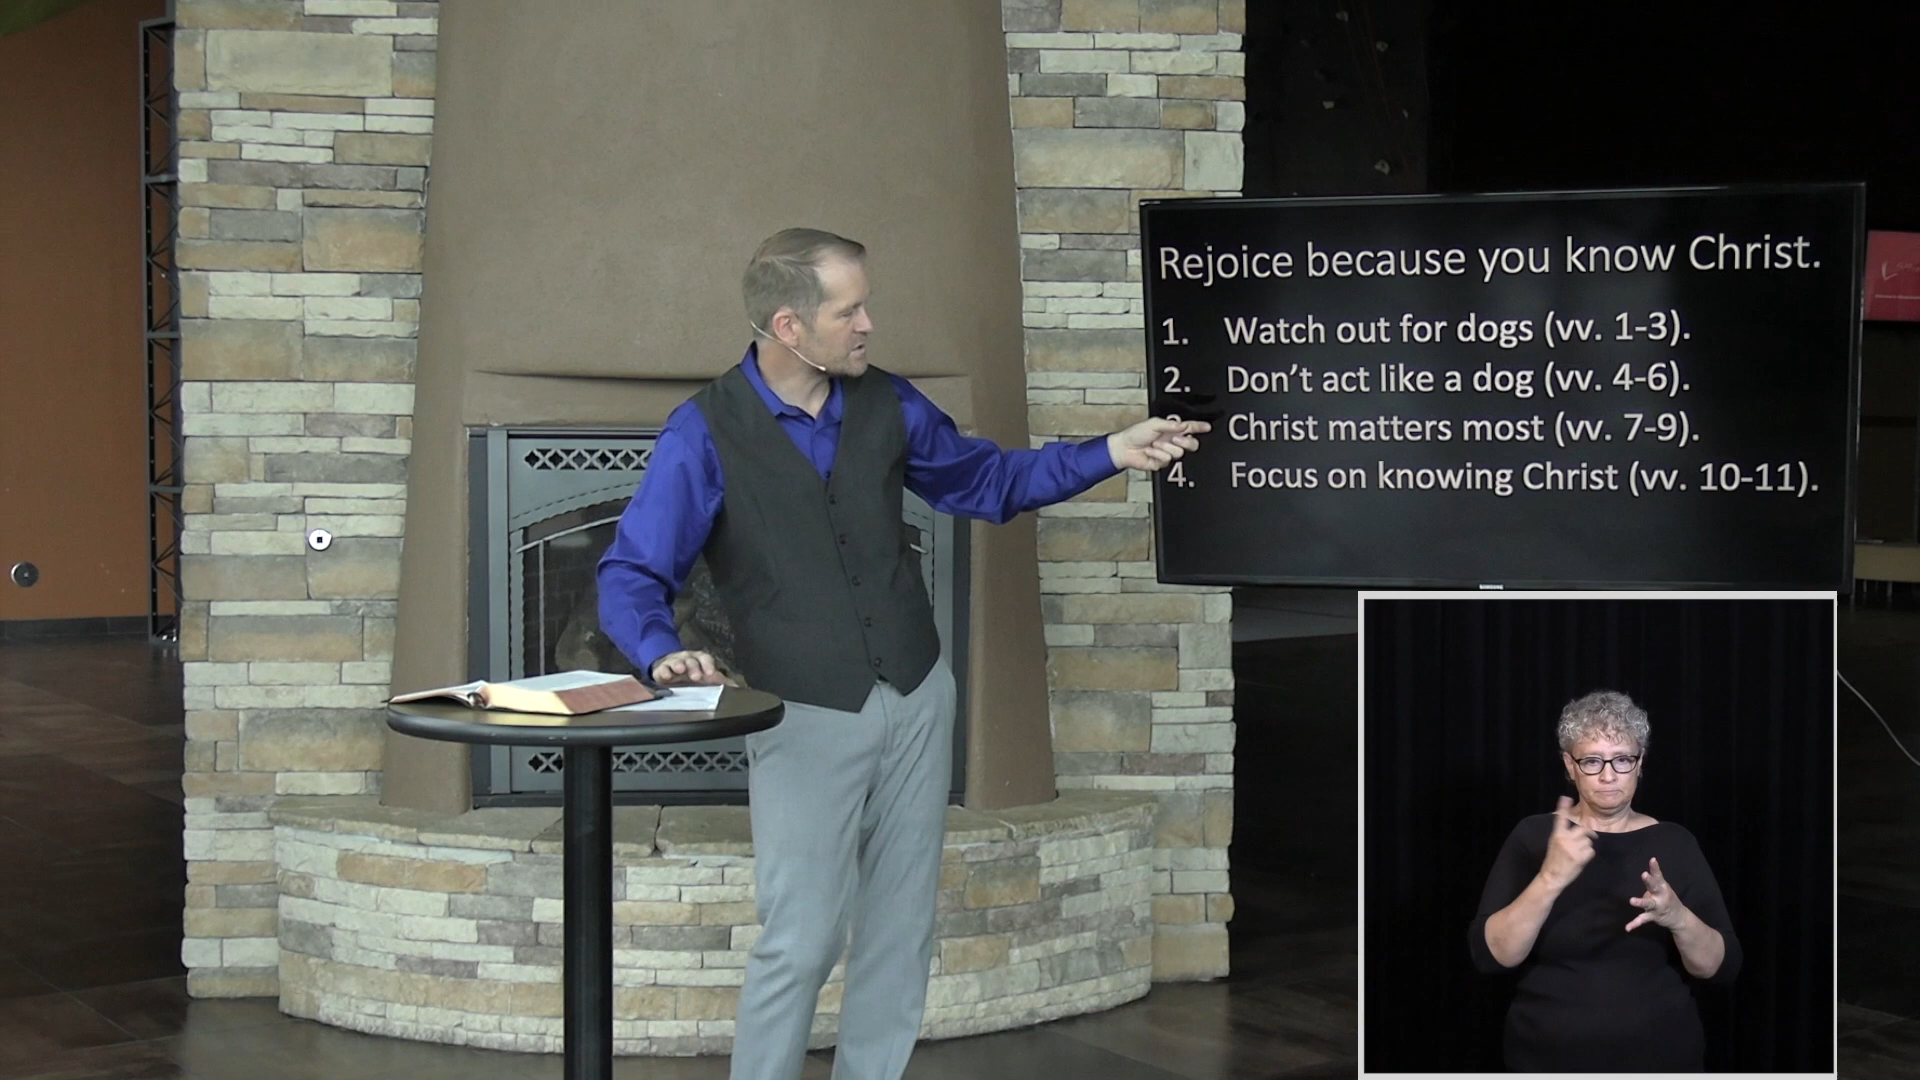 Rejoice because you know Christ.
1. Watch out for dogs (vv. 1-3).
2. Don’t act like a dog (vv. 4-6).
Christ matters most (vv. 7-9).
4. Focus on knowing Christ (vv. 10-11).